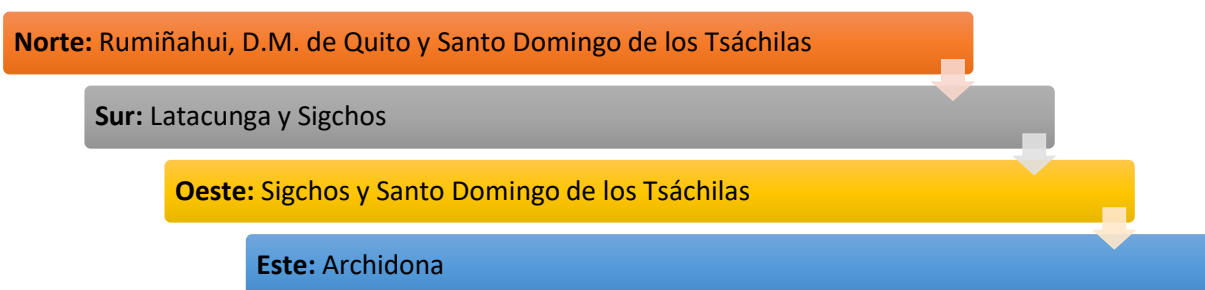 Norte: Rumiñahui, D.M. de Quito y Santo Domingo de los Tsáchilas
Sur: Latacunga y Sigchos
Oeste: Sigchos y Santo Domingo de los Tsáchilas
Este: Archidona